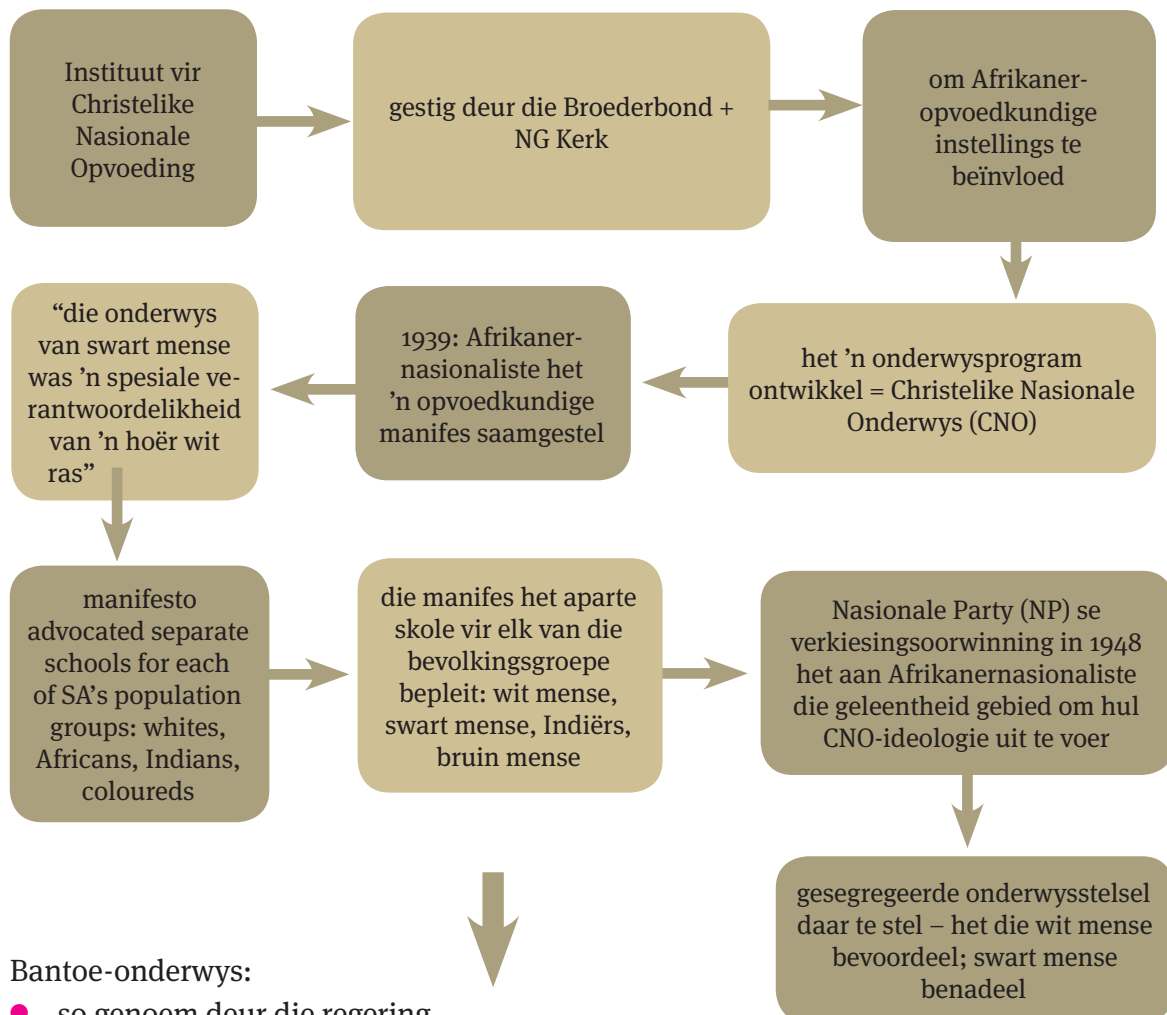 Instituut vir
Christelike
Nasionale
Opvoeding
gestig deur die Broederbond +
NG Kerk
om Afrikaner-
opvoedkundige
instellings te
beïnvloed
het ’n onderwysprogram
ontwikkel = Christelike Nasionale
Onderwys (CNO)
1939: Afrikaner-
nasionaliste het
’n opvoedkundige
manifes saamgestel
“die onderwys
van swart mense
was ’n spesiale ve-
rantwoordelikheid
van ’n hoër wit
ras”
manifesto
advocated separate
schools for each
of SA’s population
groups: whites,
Africans, Indians,
coloureds
die manifes het aparte
skole vir elk van die
bevolkingsgroepe
bepleit: wit mense,
swart mense, Indiërs,
bruin mense
Nasionale Party (NP) se
verkiesingsoorwinning in 1948
het aan Afrikanernasionaliste
die geleentheid gebied om hul
CNO-ideologie uit te voer
gesegregeerde onderwysstelsel
daar te stel – het die wit mense
bevoordeel; swart mense
benadeel
Bantoe-onderwys:
● so genoem deur die regering